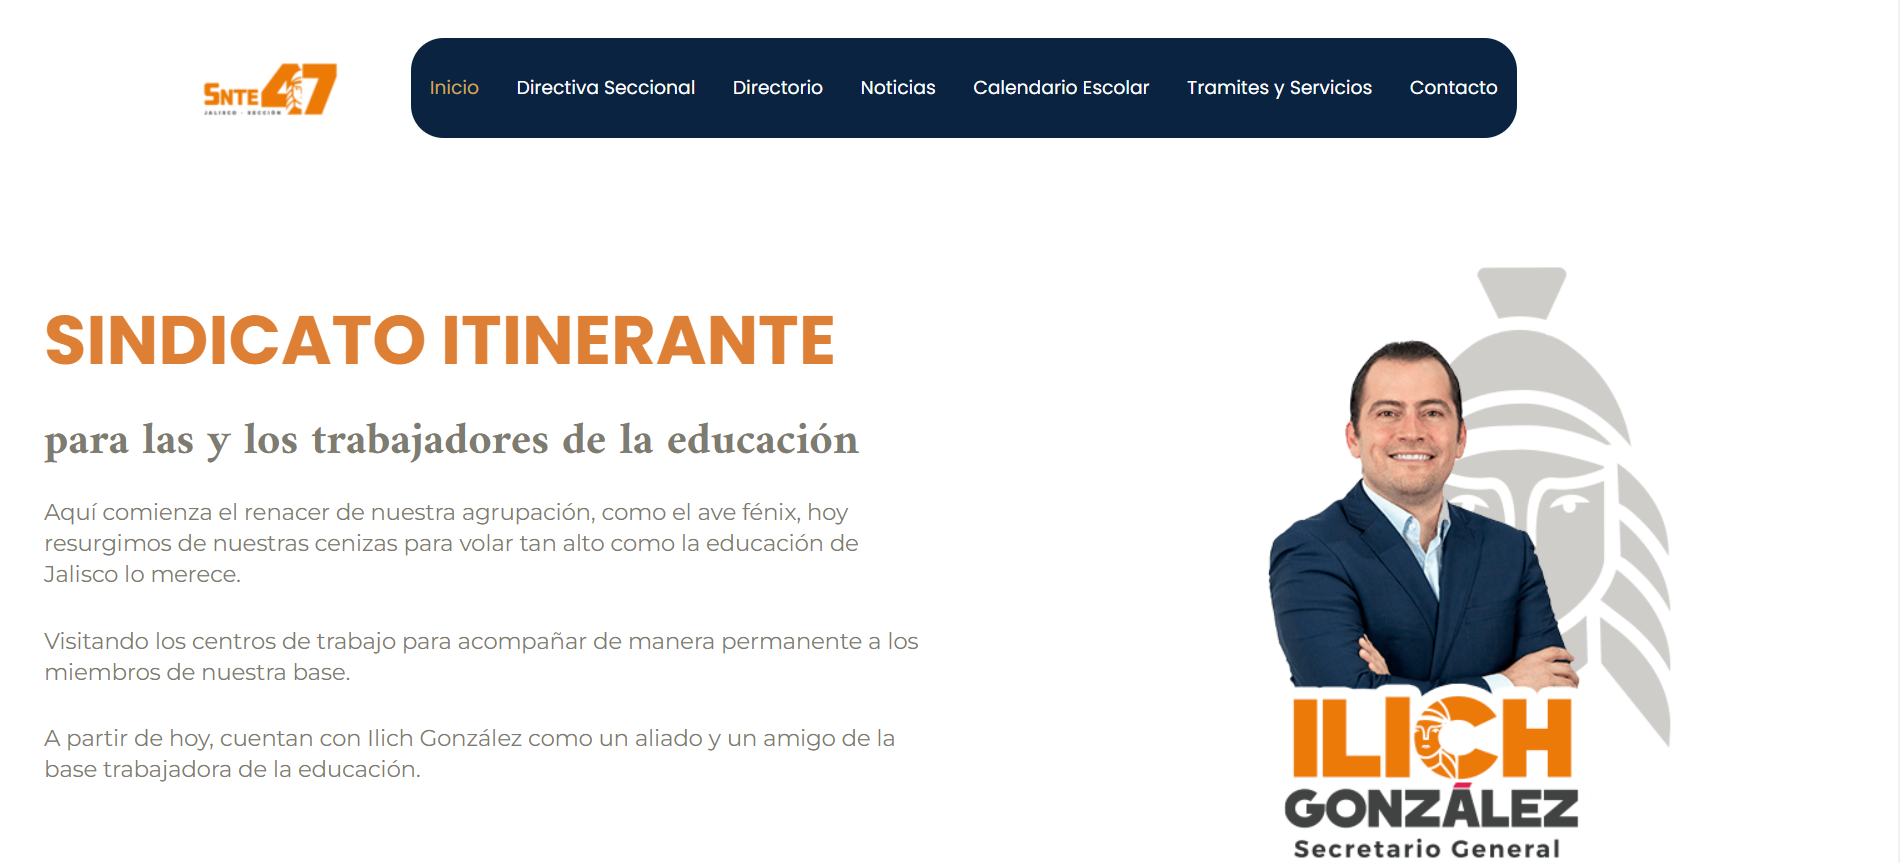 SNTE 47
JALISCO - SECCIÓN
Inicio
Directiva Seccional
Directorio
Noticias
Calendario Escolar
Tramites y Servicios
Contacto
SINDICATO ITINERANTE
para las y los trabajadores de la educación
Aquí comienza el renacer de nuestra agrupación, como el ave fénix, hoy
resurgimos de nuestras cenizas para volar tan alto como la educación de
Jalisco lo merece.
Visitando los centros de trabajo para acompañar de manera permanente a los
miembros de nuestra base.
A partir de hoy, cuentan con Ilich González como un aliado y un amigo de la
base trabajadora de la educación.
ILICH
GONZÁLEZ
Secretario General